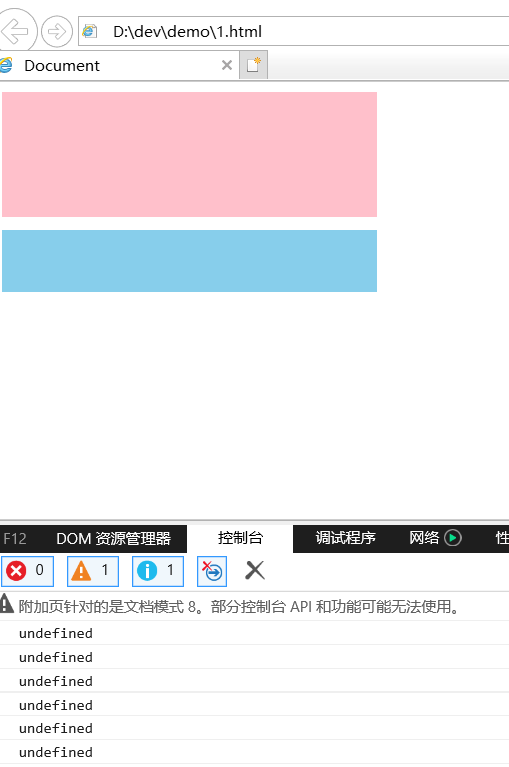 D:\dev\demo\1.html
Document
F12 DOM 资源管理器 控制台 调试程序 网络 性
0 1 1
附加页针对的是文档模式 8。部分控制台 API 和功能可能无法使用。
undefined
undefined
undefined
undefined
undefined
undefined